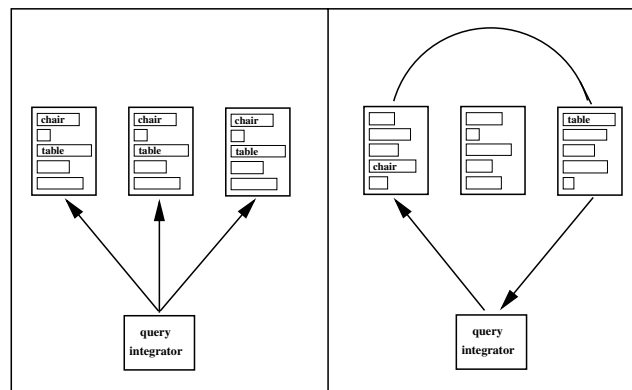 chair
table
chair
table
chair
table
query
integrator
chair
table
query
integrator